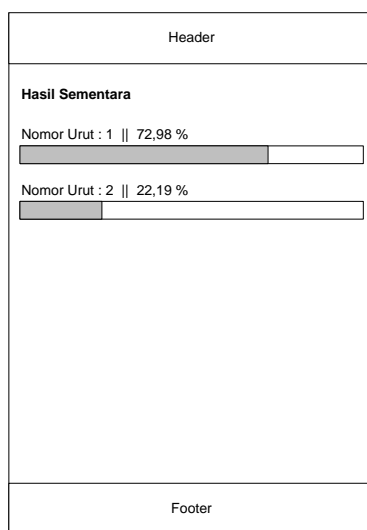 Header
Hasil Sementara
Nomor Urut : 1 || 72,98 %
Nomor Urut : 2 || 22,19 %
Footer